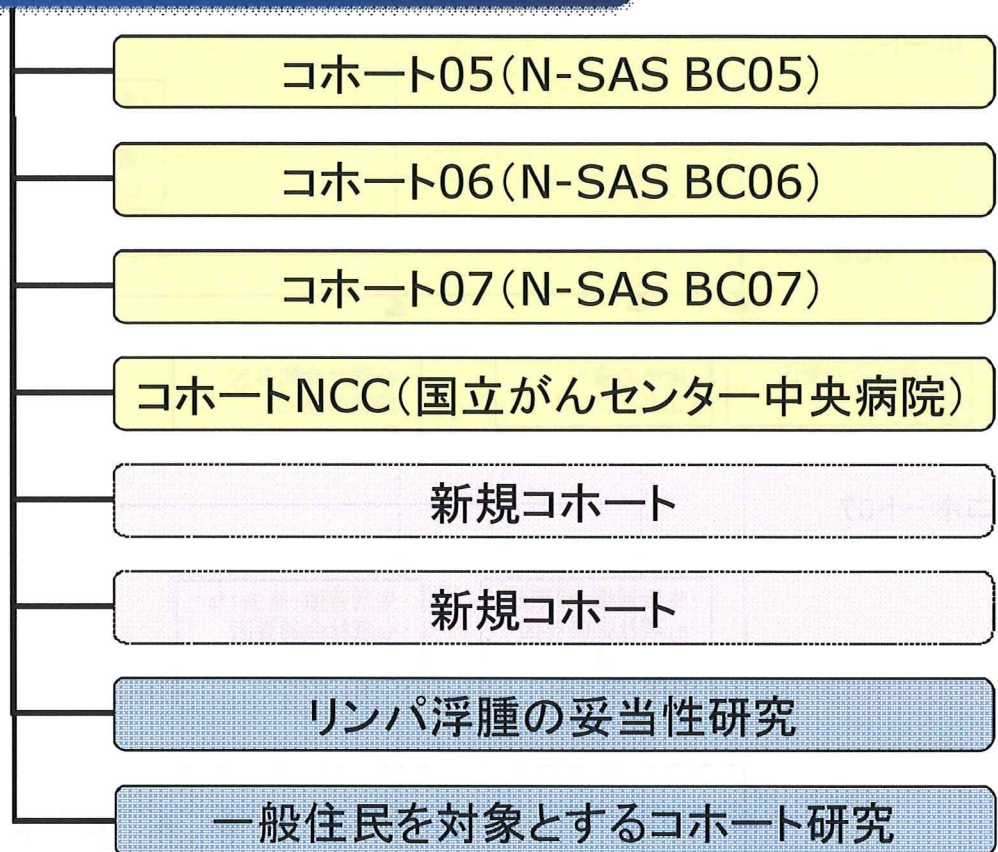 コホート05(N-SAS BC05)
コホート06(N-SAS BC06)
コホート07(N-SAS BC07)
コホートNCC(国立がんセンター中央病院)
新規コホート
新規コホート
リンパ浮腫の妥当性研究
一般住民を対象とするコホート研究